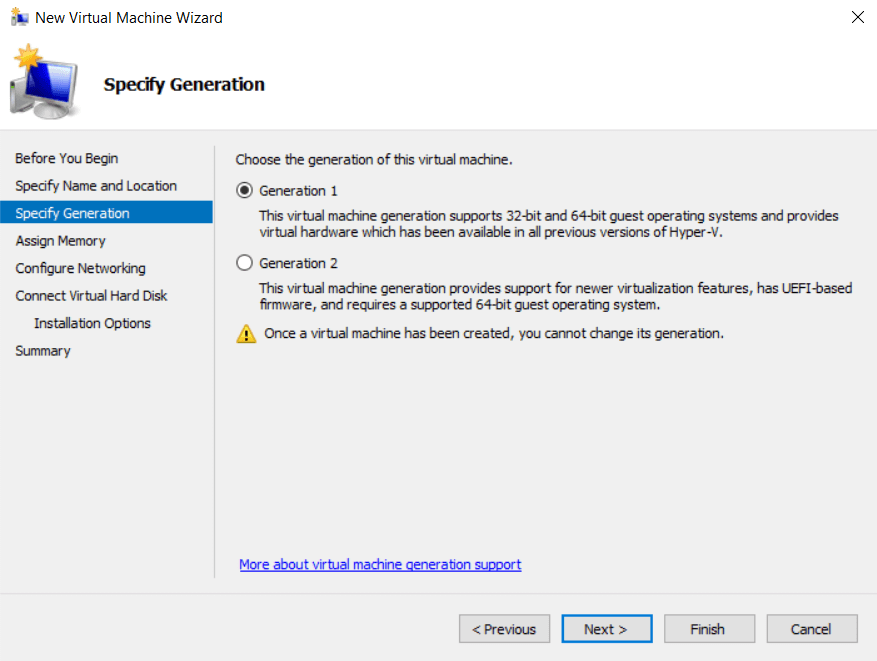 New Virtual Machine Wizard
Specify Generation
Before You Begin
Specify Name and Location
Specify Generation
Assign Memory
Configure Networking
Connect Virtual Hard Disk
Installation Options
Summary
Choose the generation of this virtual machine.
Generation 1
This virtual machine generation supports 32-bit and 64-bit guest operating systems and provides
virtual hardware which has been available in all previous versions of Hyper-V.
Generation 2
This virtual machine generation provides support for newer virtualization features, has UEFI-based
firmware, and requires a supported 64-bit guest operating system.
Once a virtual machine has been created, you cannot change its generation.
More about virtual machine generation support
< Previous
Next >
Finish
Cancel